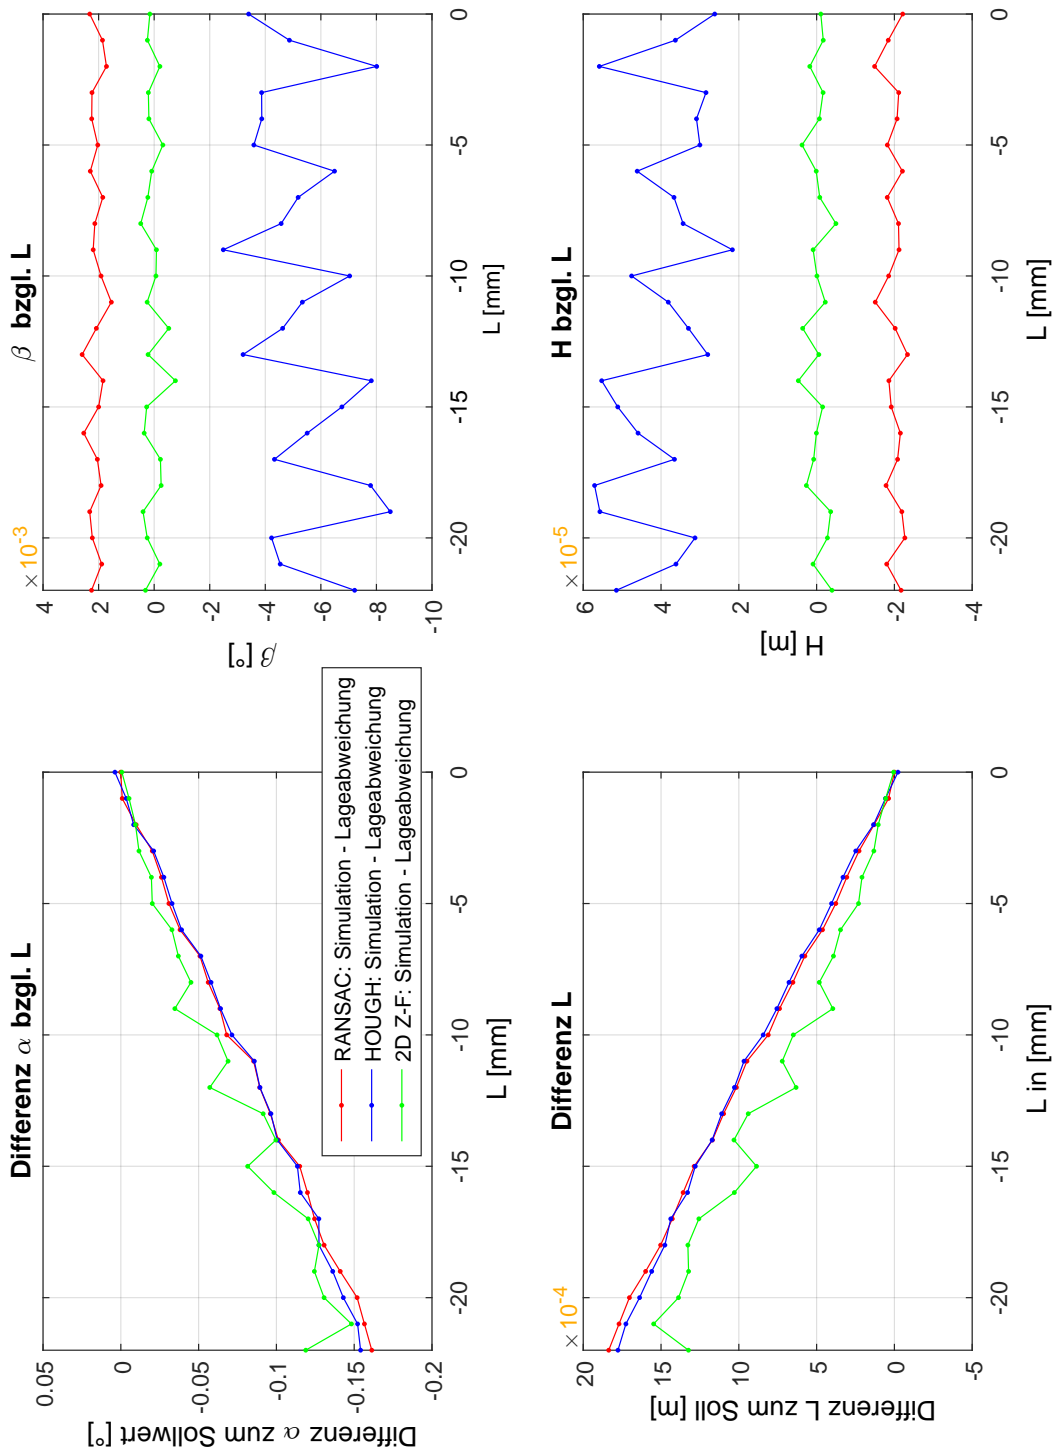 Differenz α bzgl. L
0.05
0
-0.05
-0.1
-0.15
-0.2
Differenz α zum Sollwert [°]
-20 -15 -10 -5 0
L [mm]
RANSAC: Simulation - Lageabweichung
HOUGH: Simulation - Lageabweichung
2D Z-F: Simulation - Lageabweichung
β bzgl. L
×10-3
4
2
0
-2
-4
-6
-8
-10
β [°]
-20 -15 -10 -5 0
L [mm]
Differenz L
×10-4
20
15
10
5
0
-5
Differenz L zum Soll [m]
-20 -15 -10 -5 0
L in [mm]
H bzgl. L
×10-5
6
4
2
0
-2
-4
H [m]
-20 -15 -10 -5 0
L [mm]